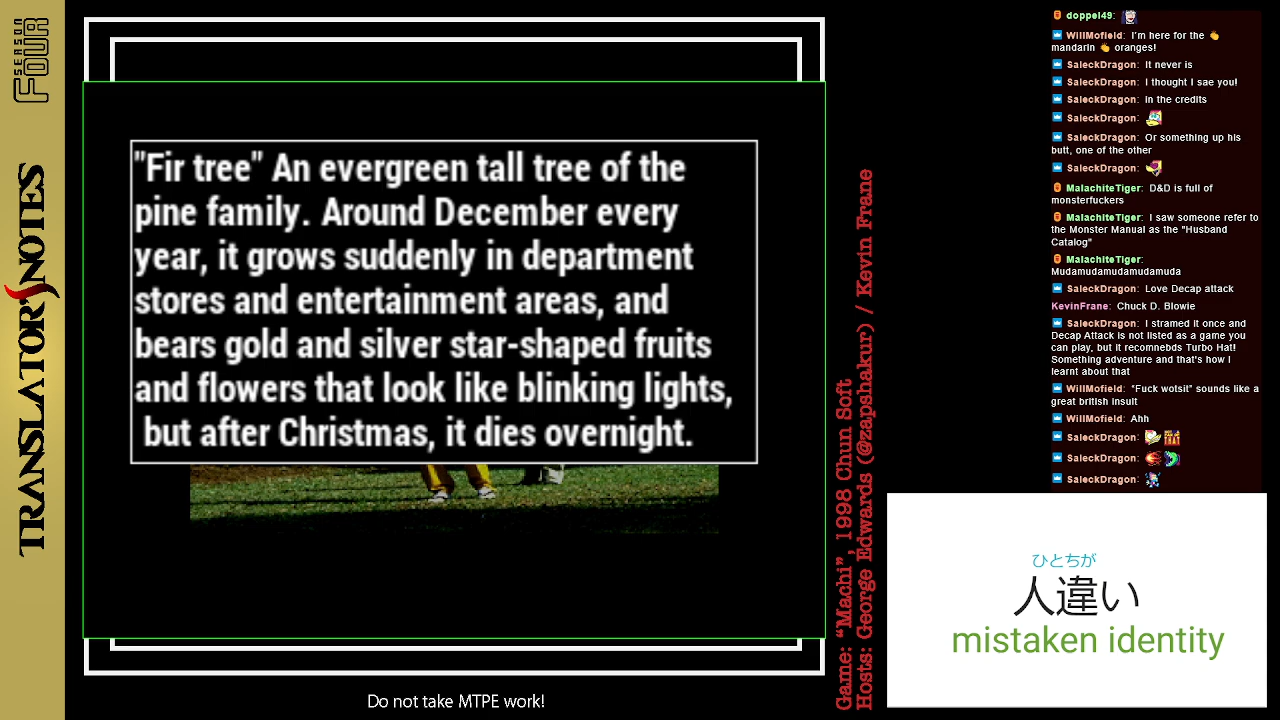 SEASON
FOUR
TRANSLATOR'S NOTES
"Fir tree" An evergreen tall tree of the
pine family. Around December every
year, it grows suddenly in department
stores and entertainment areas, and
bears gold and silver star-shaped fruits
and flowers that look like blinking lights,
but after Christmas, it dies overnight.
Game: "Machi", 1998 Chun Soft
Hosts: George Edwards (@zapshakur) / Kevin Frane
doppel49:
WillMofield: I'm here for the
mandarin oranges!
SaleckDragon: It never is
SaleckDragon: I thought I sae you!
SaleckDragon: in the credits
SaleckDragon:
SaleckDragon: Or something up his
butt, one of the other
SaleckDragon:
MalachiteTiger: D&D is full of
monsterfuckers
MalachiteTiger: I saw someone refer to
the Monster Manual as the "Husband
Catalog"
MalachiteTiger:
Mudamudamudamudamuda
SaleckDragon: Love Decap attack
KevinFrane: Chuck D. Blowie
SaleckDragon: I stramed it once and
Decap Attack is not listed as a game you
can play, but it recommebds Turbo Ha!!
Something adventure and that's how I
learnt about that
WillMofield: "Fuck wotsit" sounds like a
great british insult
WillMofield: Ahh
SaleckDragon:
SaleckDragon:
SaleckDragon:
ひとちが
人違い
mistaken identity
Do not take MTPE work!